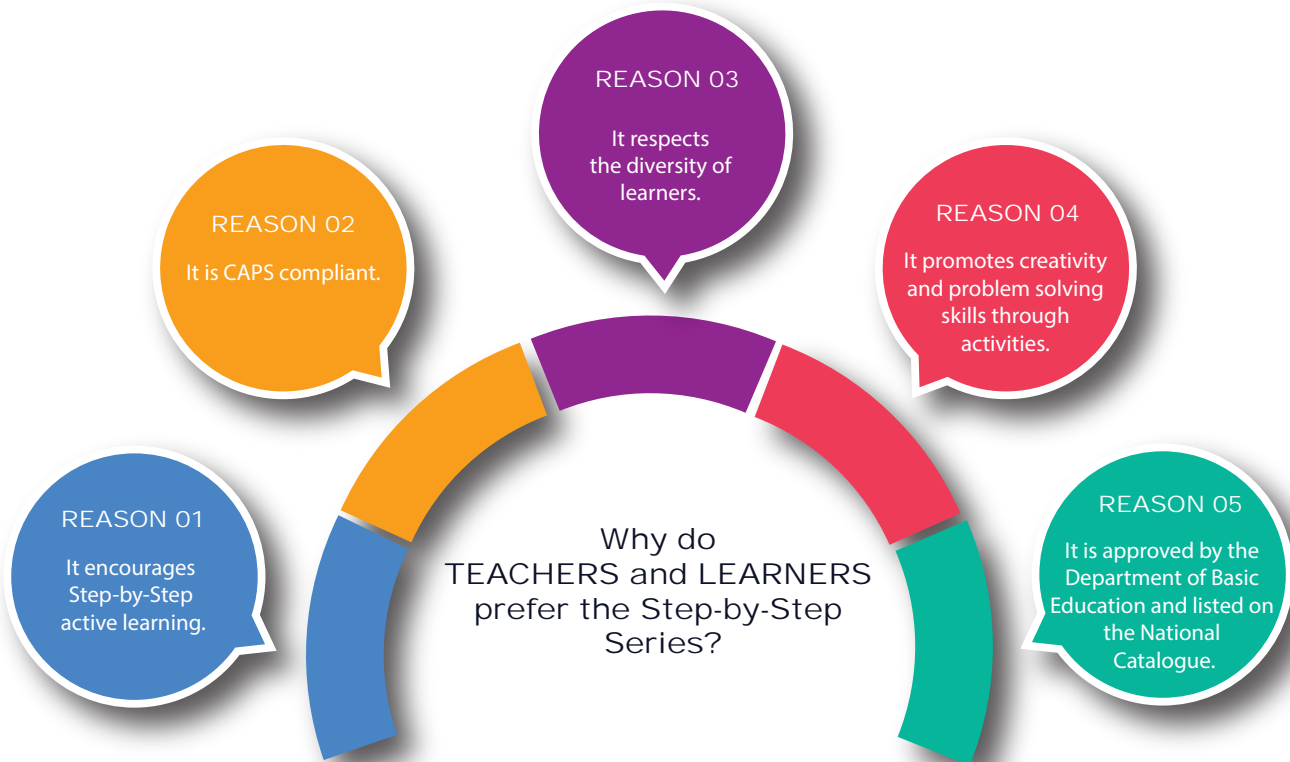 REASON 01
It encourages
Step-by-Step
active learning.
REASON 02
It is CAPS compliant.
REASON 03
It respects
the diversity of
learners.
REASON 04
It promotes creativity
and problem solving
skills through
activities.
REASON 05
It is approved by the
Department of Basic
Education and listed on
the National
Catalogue.
Why do
TEACHERS and LEARNERS
prefer the Step-by-Step
Series?